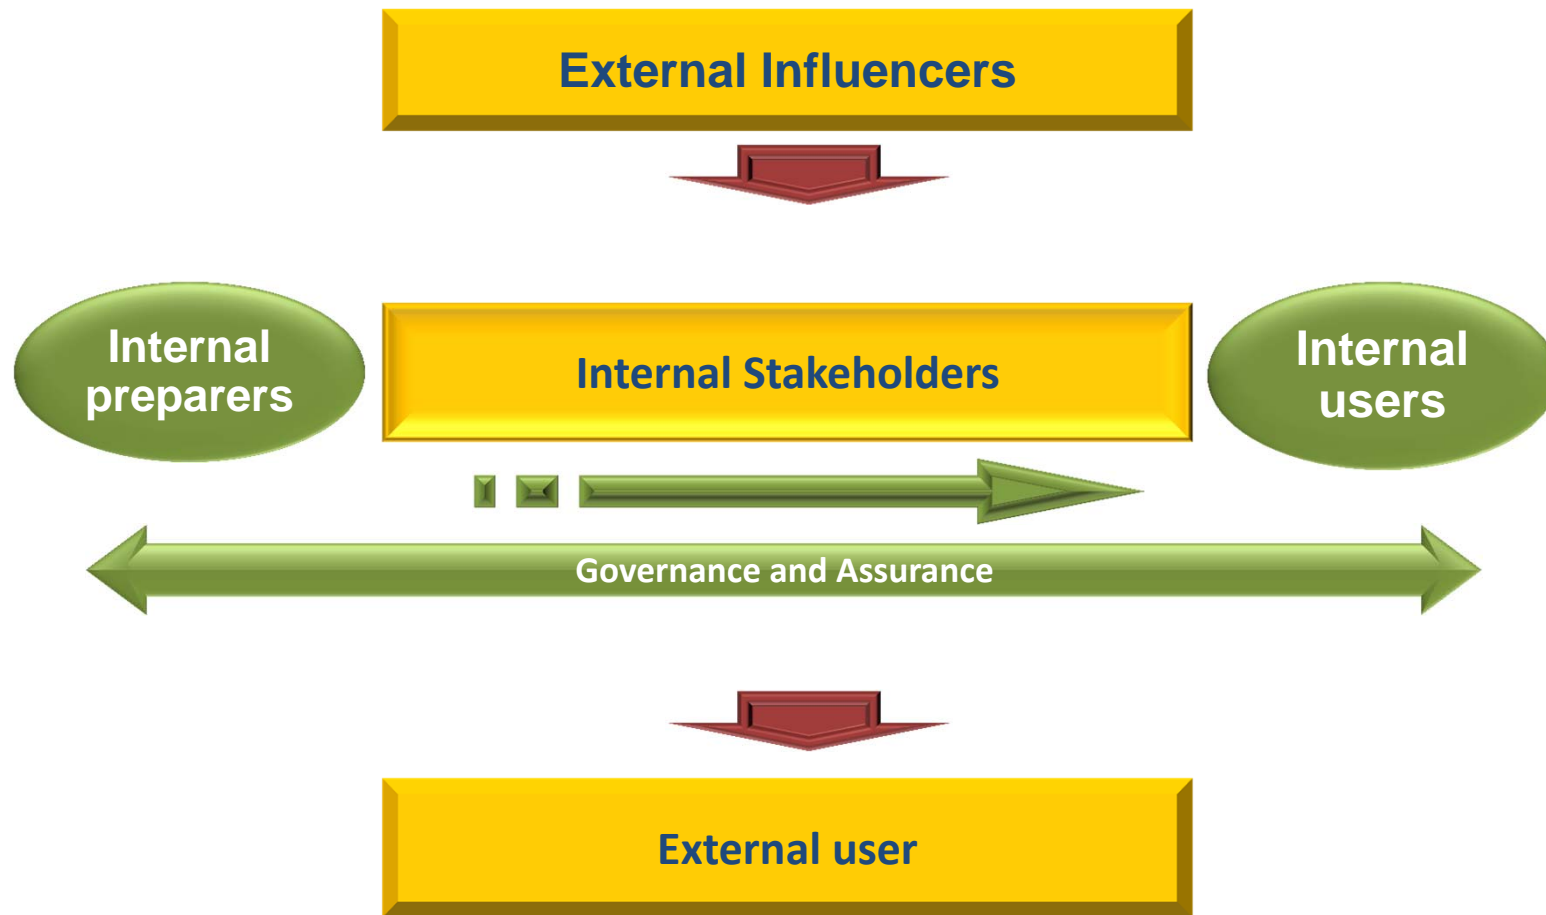 External Influencers
Internal
preparers
Internal Stakeholders
Internal
users
Governance and Assurance
External user